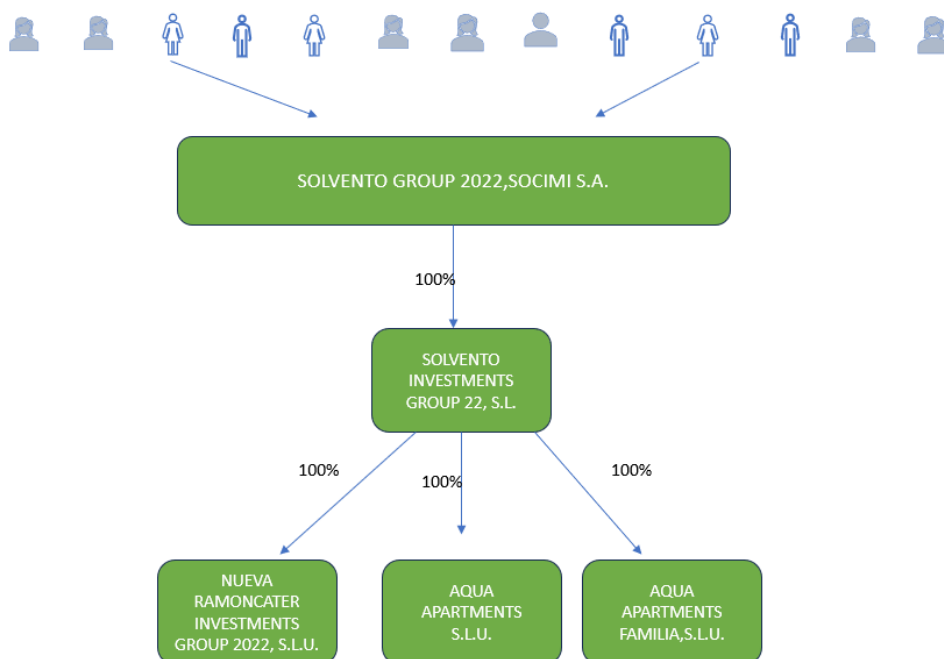 SOLVENTO GROUP 2022,SOCIMI S.A.
100%
SOLVENTO
INVESTMENTS
GROUP 22, S.L.
100%
100%
100%
NUEVA
RAMONCATER
INVESTMENTS
GROUP 2022, S.L.U.
AQUA
APARTMENTS
S.L.U.
AQUA
APARTMENTS
FAMILIA,S.L.U.